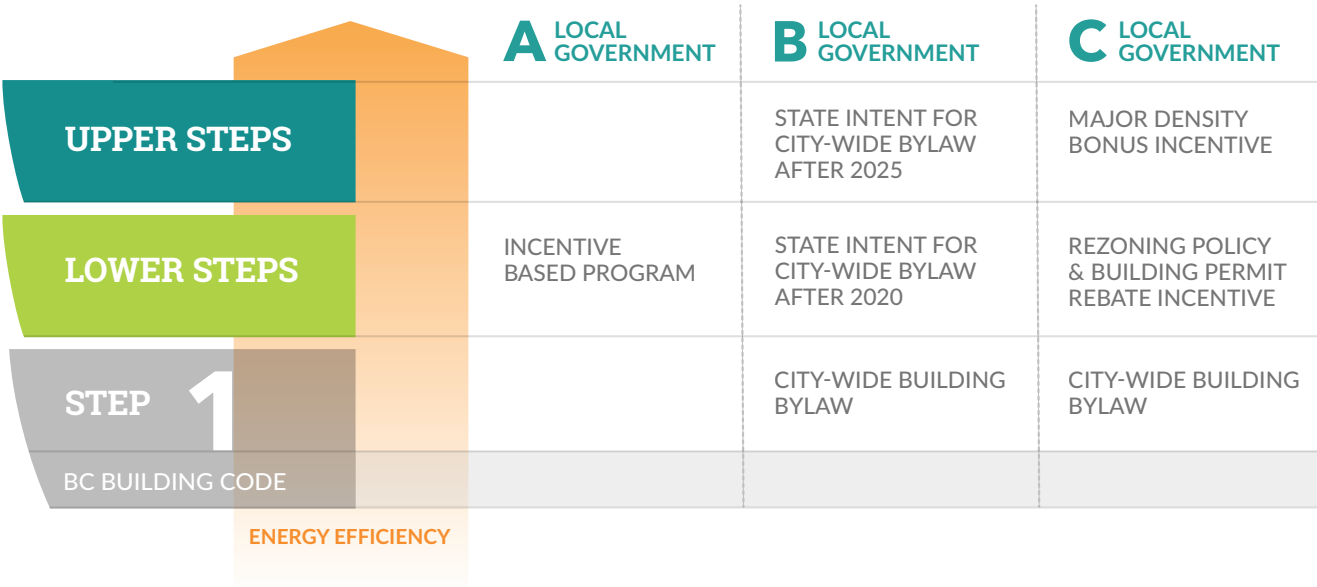 A LOCAL
GOVERNMENT
B LOCAL
GOVERNMENT
C LOCAL
GOVERNMENT
UPPER STEPS
STATE INTENT FOR
CITY-WIDE BYLAW
AFTER 2025
MAJOR DENSITY
BONUS INCENTIVE
LOWER STEPS
INCENTIVE
BASED PROGRAM
STATE INTENT FOR
CITY-WIDE BYLAW
AFTER 2020
REZONING POLICY
& BUILDING PERMIT
REBATE INCENTIVE
STEP 1
CITY-WIDE BUILDING
BYLAW
CITY-WIDE BUILDING
BYLAW
BC BUILDING CODE
ENERGY EFFICIENCY